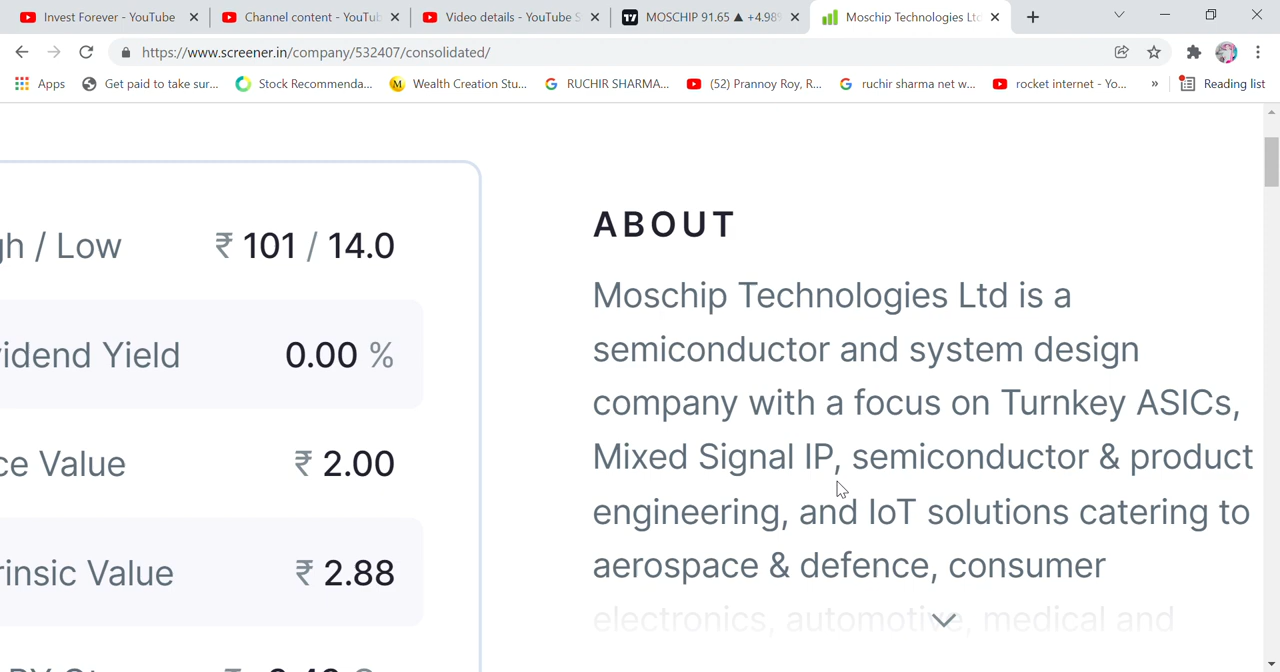 Invest Forever - YouTube
Channel content - YouTub
Video details - YouTube S
MOSCHIP 91.65 ▲ +4.98%
Moschip Technologies Ltd
https://www.screener.in/company/532407/consolidated/
Apps
Get paid to take sur...
Stock Recommenda...
Wealth Creation Stu...
RUCHIR SHARMA...
(52) Prannoy Roy, R...
ruchir sharma net w...
rocket internet - Yo...
»
Reading list
gh / Low ₹ 101 / 14.0
vidend Yield 0.00 %
ce Value ₹ 2.00
rinsic Value ₹ 2.88
ABOUT
Moschip Technologies Ltd is a
semiconductor and system design
company with a focus on Turnkey ASICs,
Mixed Signal IP, semiconductor & product
engineering, and IoT solutions catering to
aerospace & defence, consumer
electronics, automotive, medical and